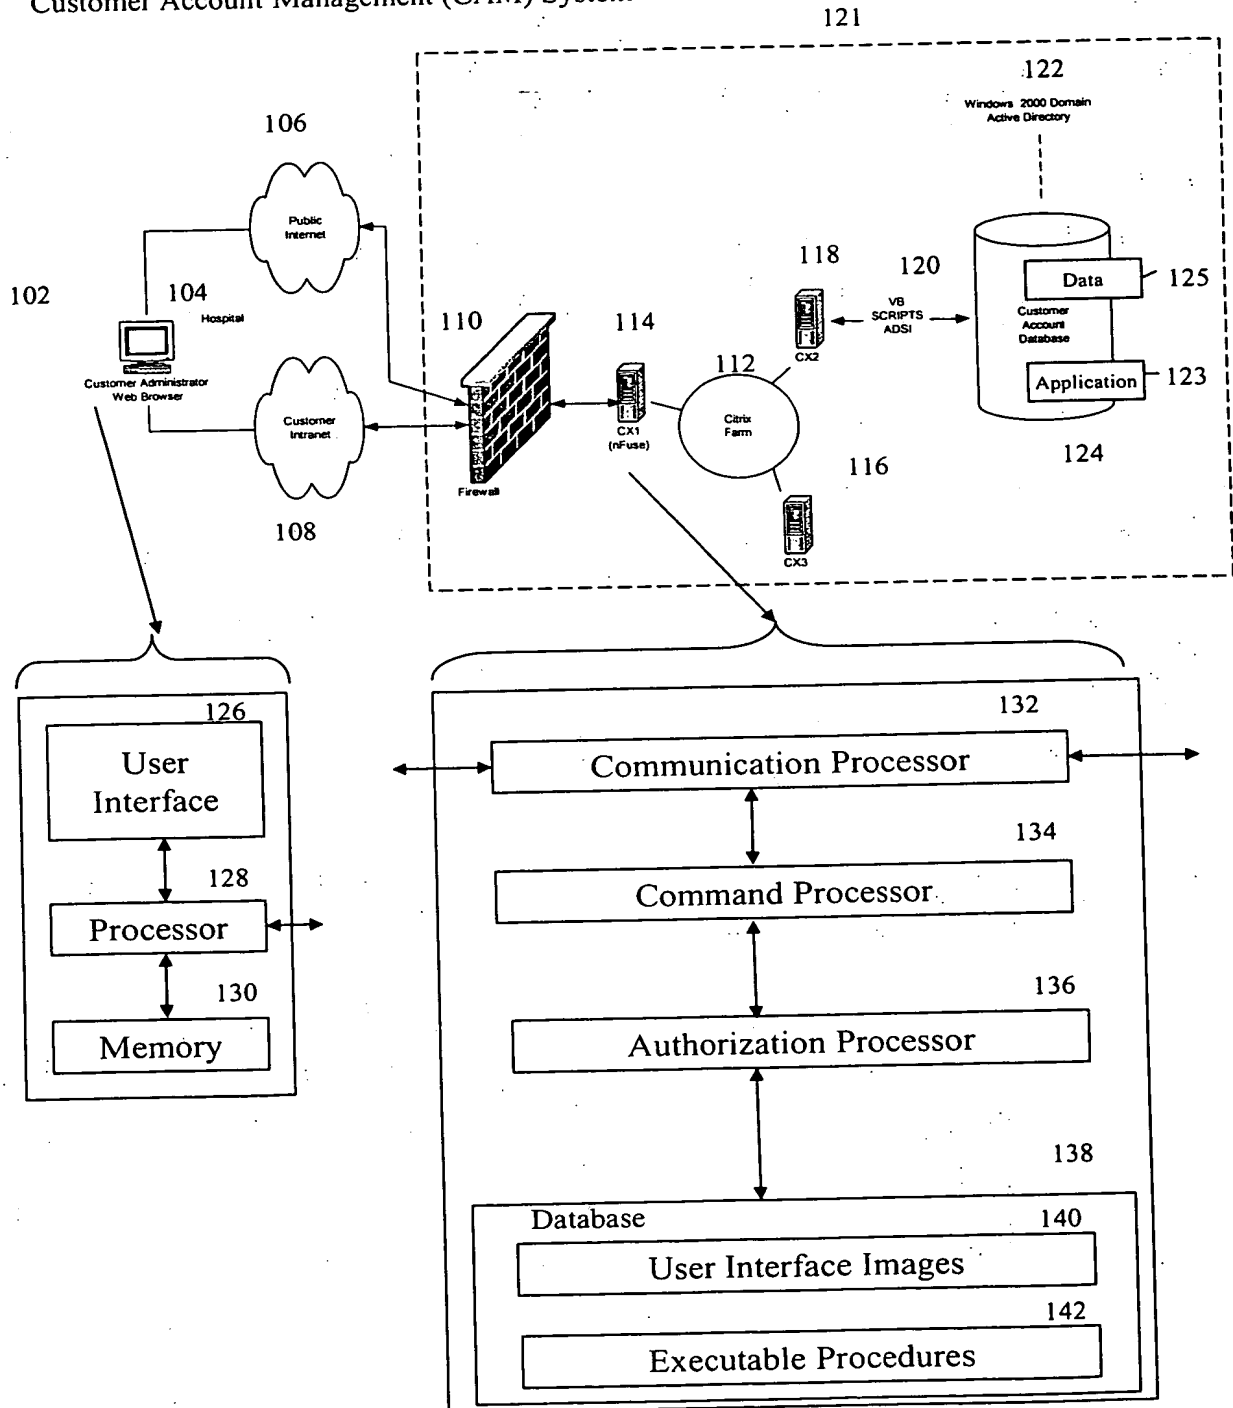 Customer Account Management (CAM) System
121
122
Windows 2000 Domain
Active Directory
106
Public
Internet
118
120
102
104
Hospital
110
114
112
VB
SCRIPTS
ADSI
Data
125
Customer
Account
Database
CX2
Application
123
Customer Administrator
Web Browser
Customer
Intranet
CX1
(nFuse)
Citrix
Farm
116
124
Firewall
108
CX3
126
User
Interface
132
Communication Processor
134
128
Command Processor
Processor
130
136
Memory
Authorization Processor
138
Database
140
User Interface Images
142
Executable Procedures